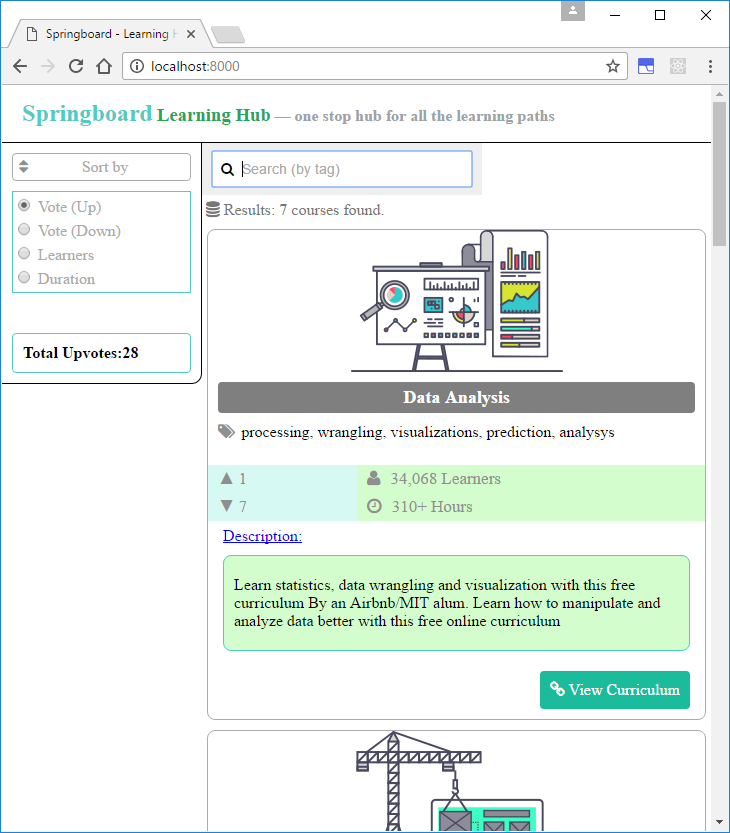 Springboard - Learning H
localhost:8000
Springboard Learning Hub — one stop hub for all the learning paths
Sort by
Vote (Up)
Vote (Down)
Learners
Duration
Total Upvotes:28
Search (by tag)
Results: 7 courses found.
Data Analysis
processing, wrangling, visualizations, prediction, analysys
▲ 1
34,068 Learners
▼ 7
310+ Hours
Description:
Learn statistics, data wrangling and visualization with this free
curriculum By an Airbnb/MIT alum. Learn how to manipulate and
analyze data better with this free online curriculum
View Curriculum